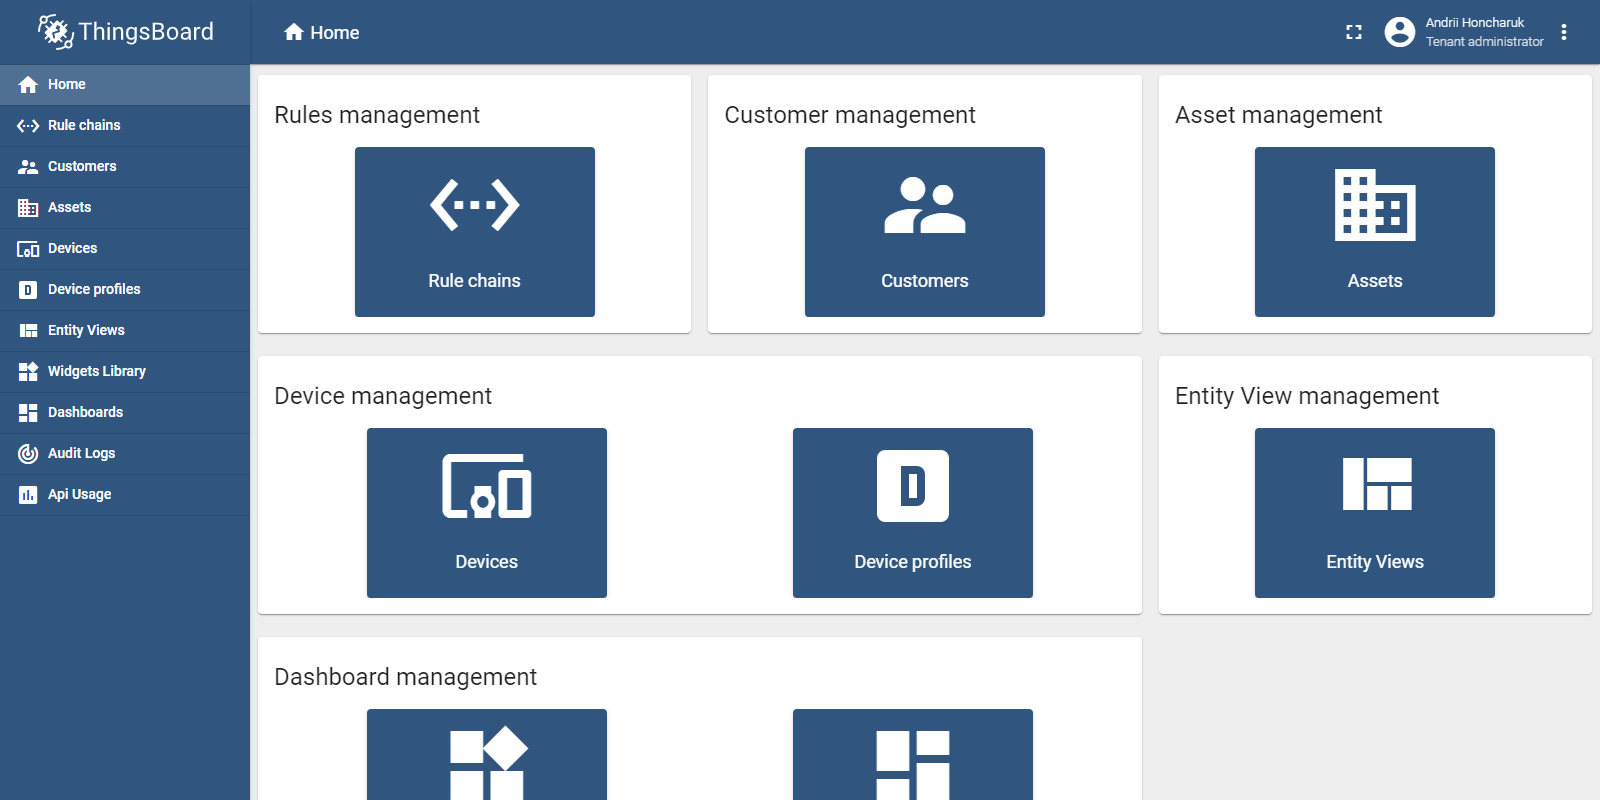 ThingsBoard
Home
Andrii Honcharuk
Tenant administrator
Home
Rule chains
Customers
Assets
Devices
Device profiles
Entity Views
Widgets Library
Dashboards
Audit Logs
Api Usage
Rules management
Rule chains
Customer management
Customers
Asset management
Assets
Device management
Devices
D
Device profiles
Entity View management
Entity Views
Dashboard management